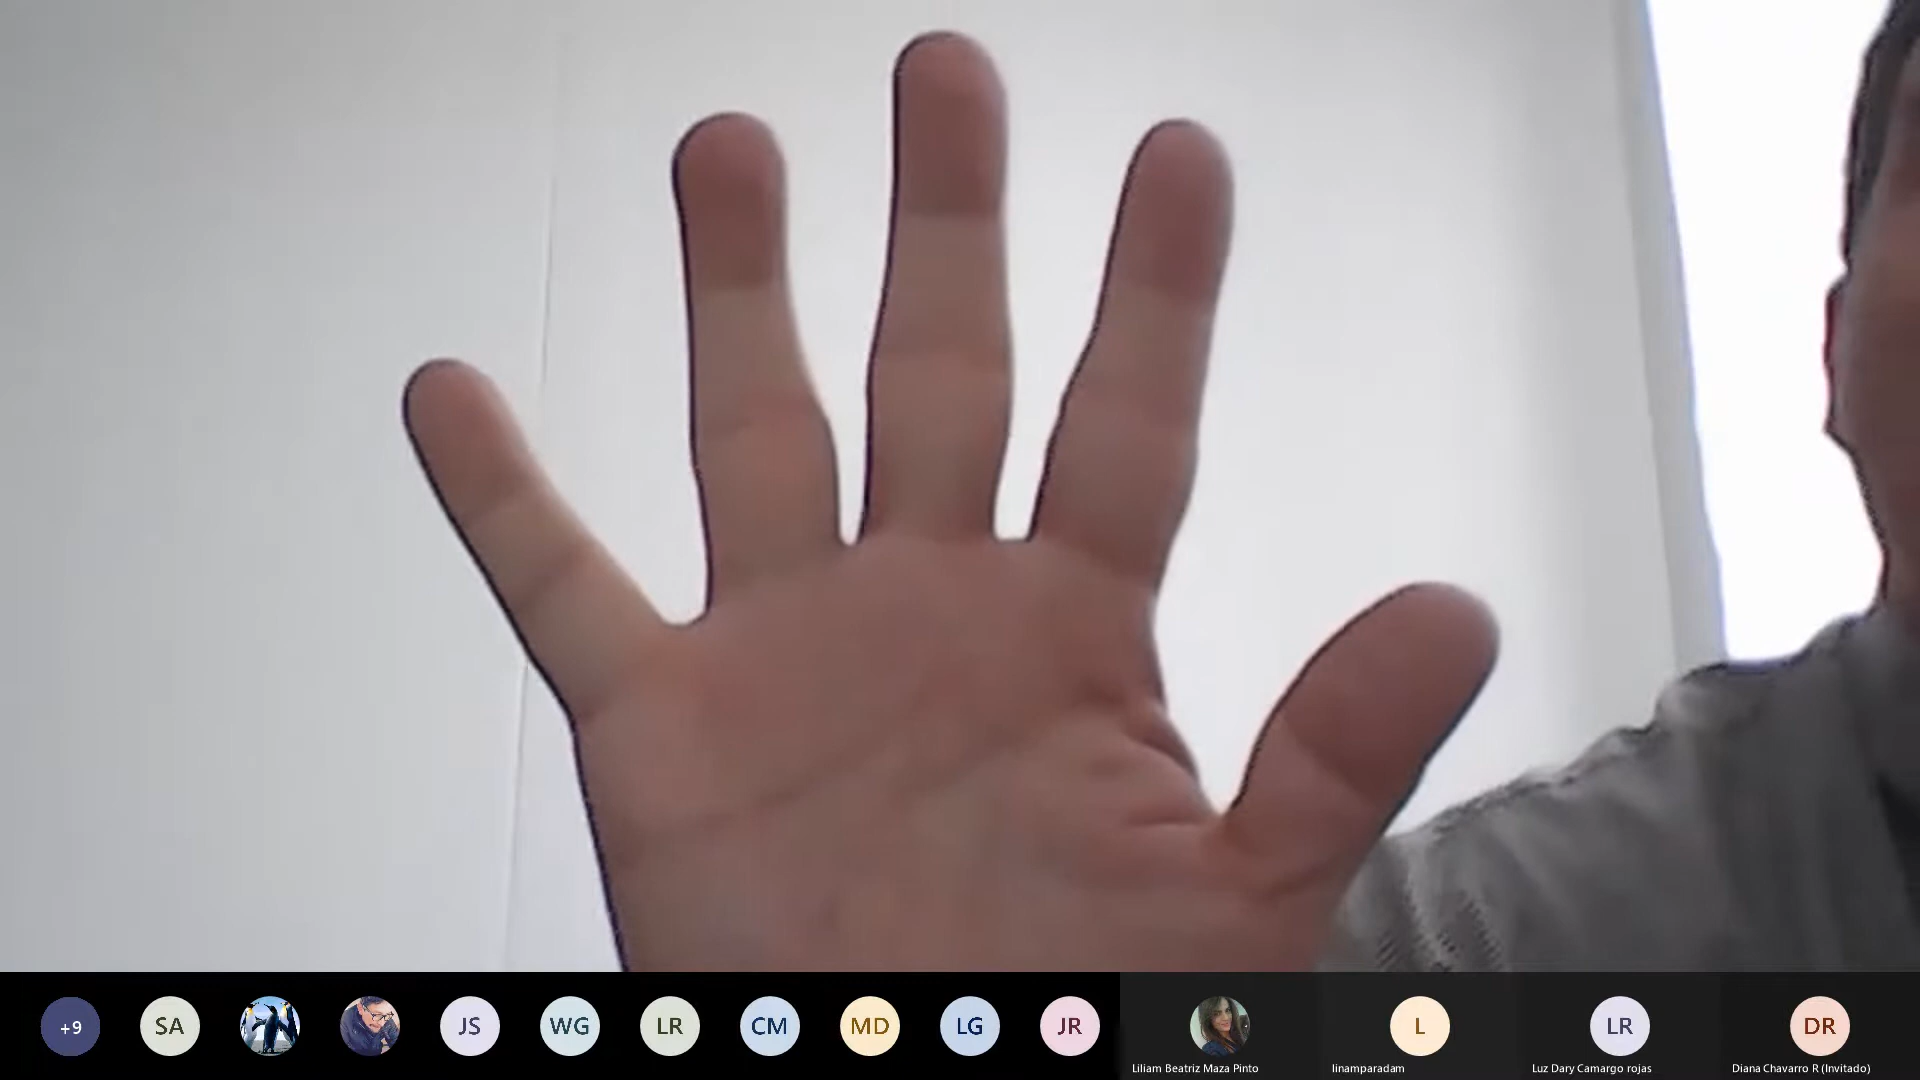 +9
SA
JS
WG
LR
CM
MD
LG
JR
L
LR
DR
Liliam Beatriz Maza Pinto
linamparadam
Luz Dary Camargo rojas
Diana Chavarro R (Invitado)